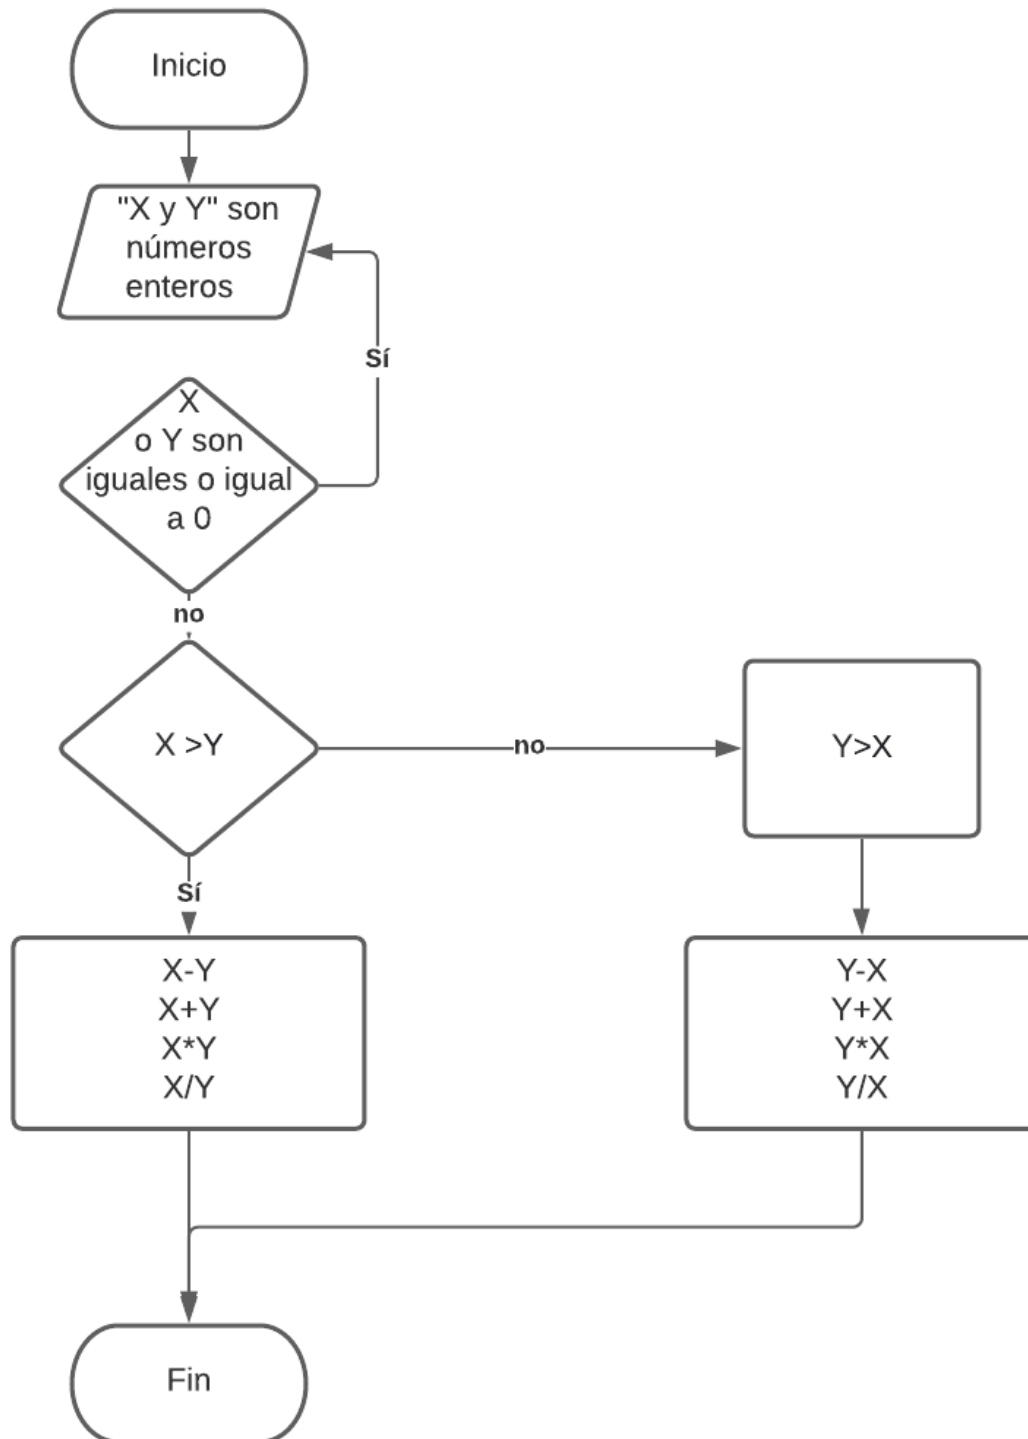 Inicio
"X y Y" son
números
enteros
Sí
X
o Y son
iguales o igual
a 0
no
X >Y
no
Y>X
Sí
X-Y
X+Y
X*Y
X/Y
Y-X
Y+X
Y*X
Y/X
Fin